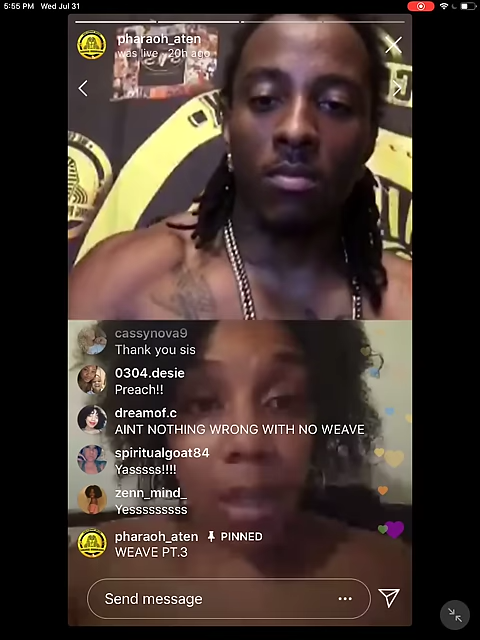 5:55 PM Wed Jul 31
pharaoh_aten
was live · 20h ago
cassynova9
Thank you sis
0304.desie
Preach!!
dreamof.c
AINT NOTHING WRONG WITH NO WEAVE
spiritualgoat84
Yasssss!!!!
zenn_mind_
Yesssssssss
pharaoh_aten PINNED
WEAVE PT.3
Send message